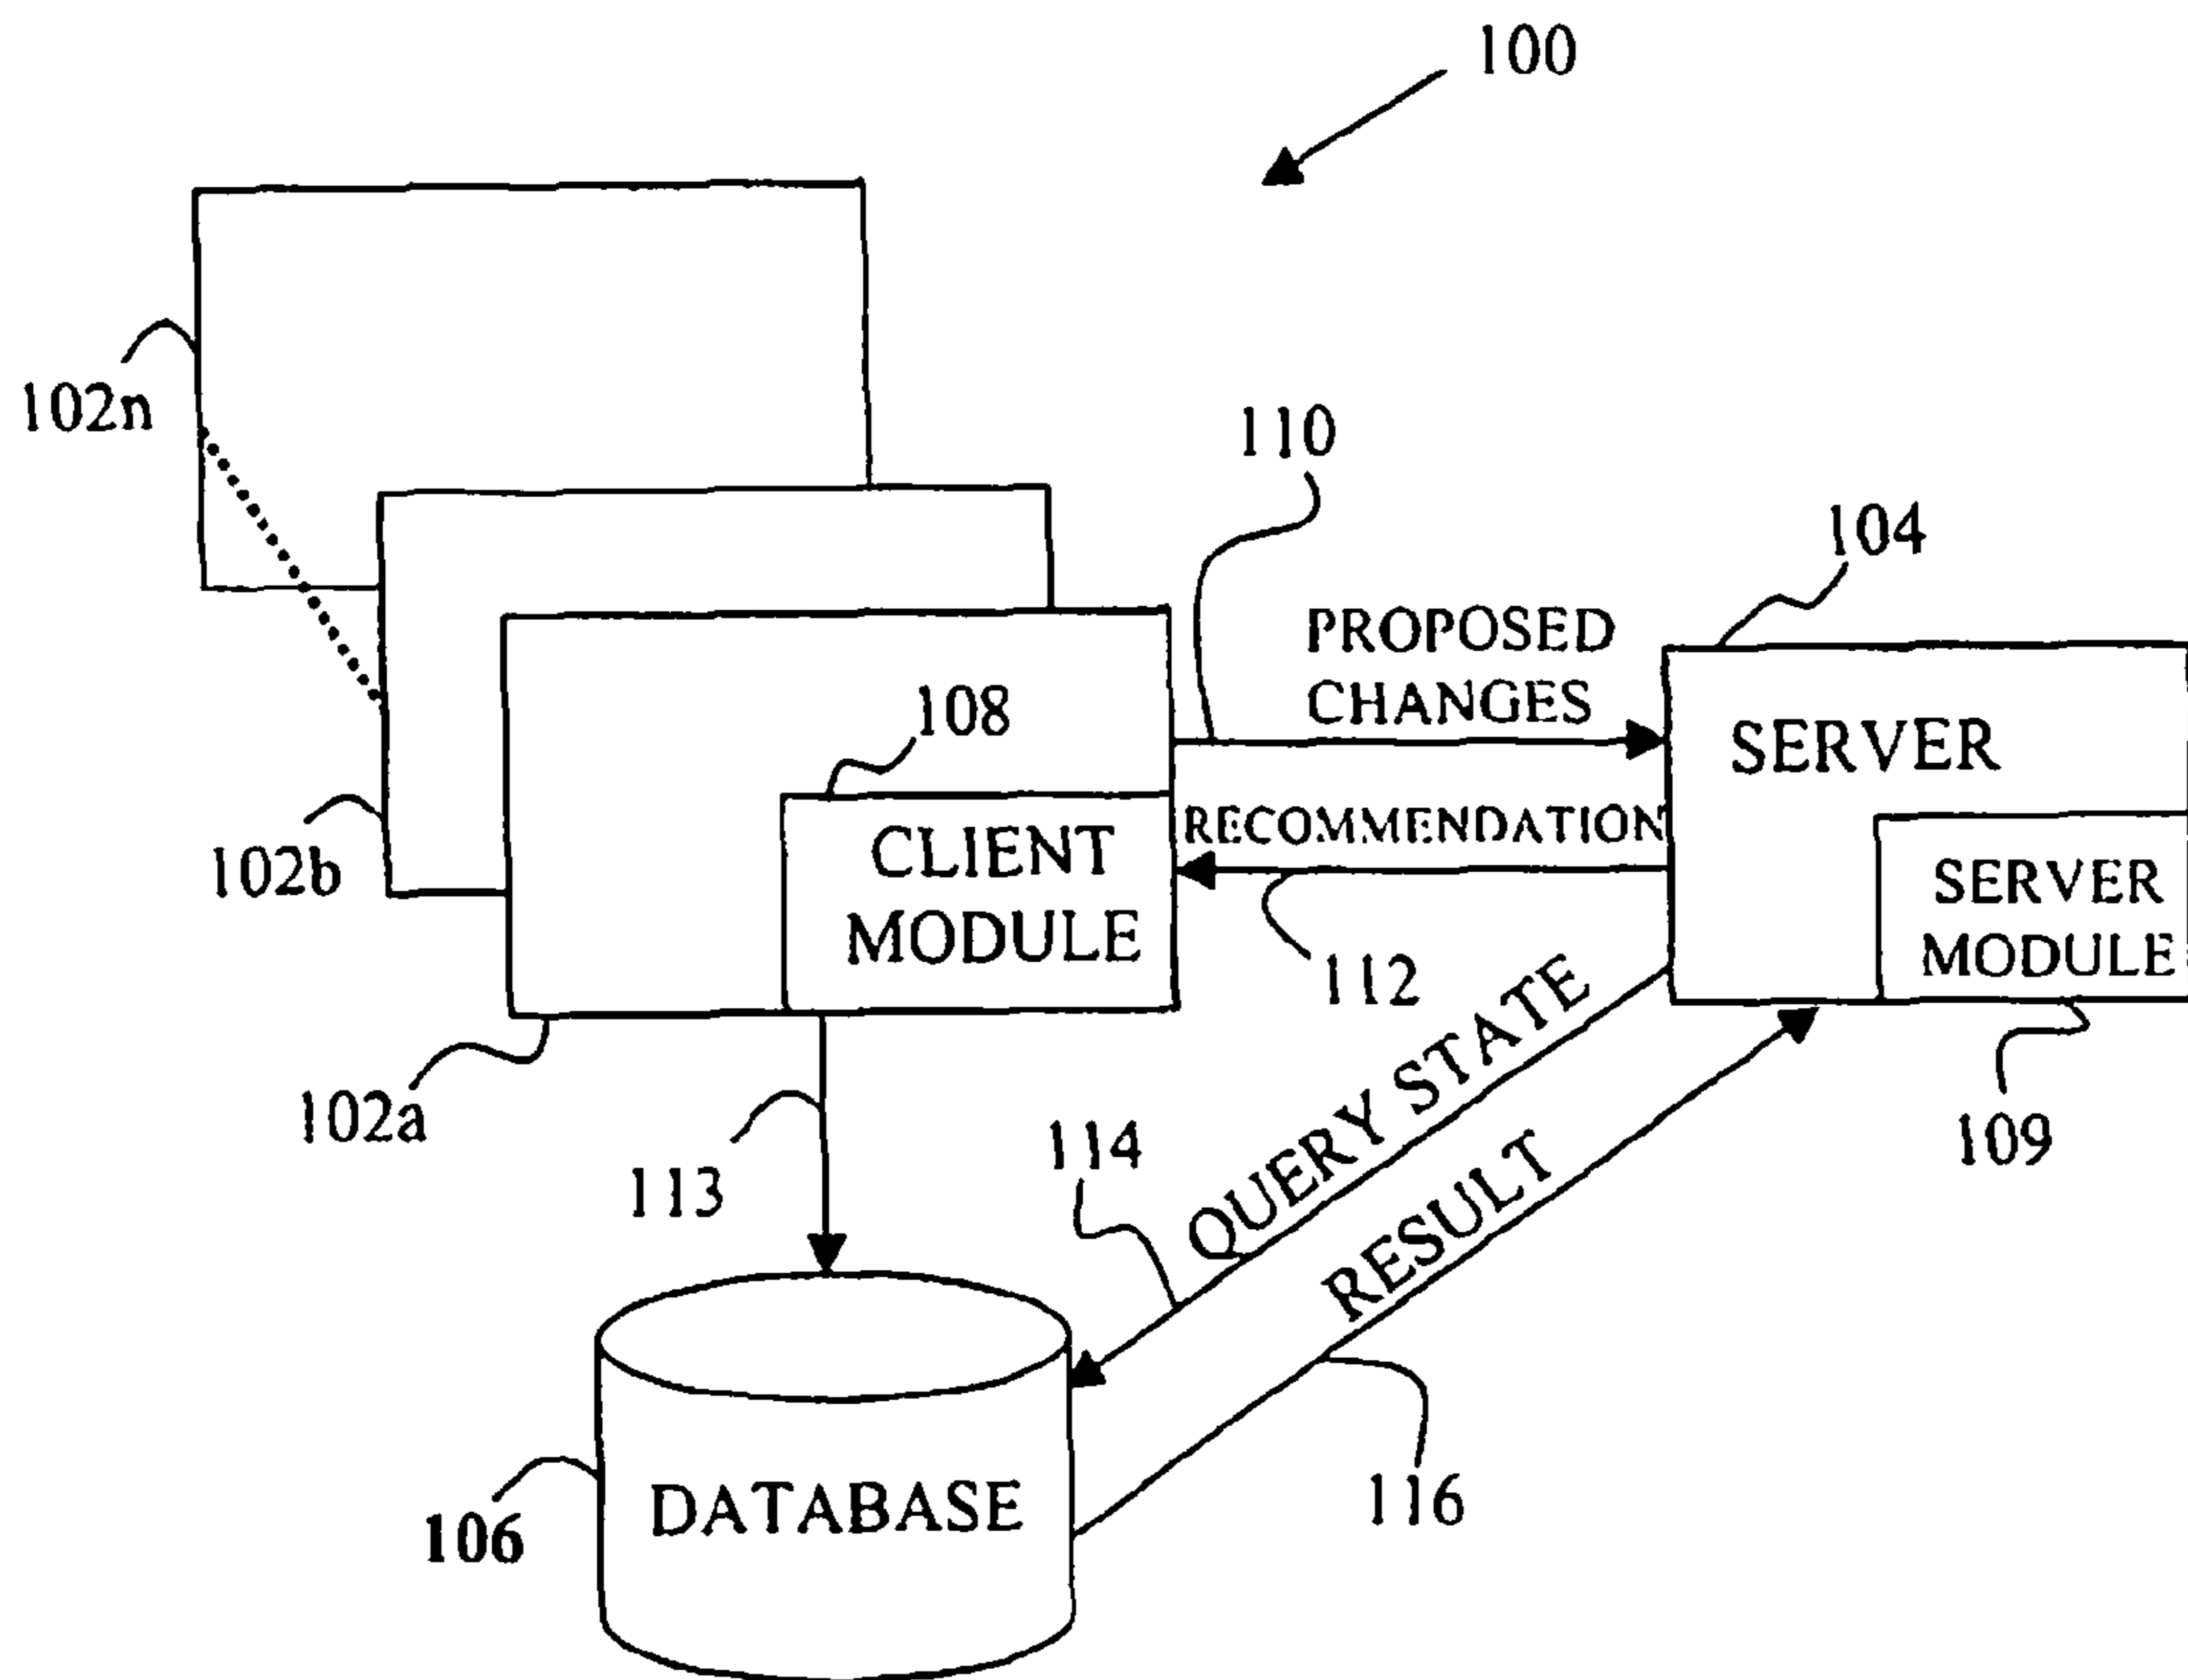 100
102n
110
104
PROPOSED
CHANGES
108
SERVER
RECOMMENDATION
102b
CLIENT
MODULE
SERVER
MODULE
112
102a
113
114
QUERY STATE
RESULT
109
106
DATABASE
116